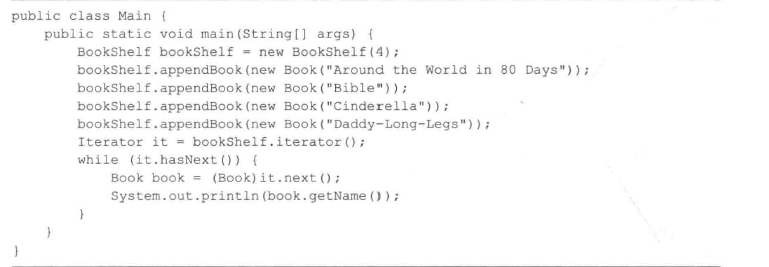 public class Main {
    public static void main(String[] args) {
        BookShelf bookShelf = new BookShelf(4);
        bookShelf.appendBook(new Book("Around the World in 80 Days"));
        bookShelf.appendBook(new Book("Bible"));
        bookShelf.appendBook(new Book("Cinderella"));
        bookShelf.appendBook(new Book("Daddy-Long-Legs"));
        Iterator it = bookShelf.iterator();
        while (it.hasNext()) {
            Book book = (Book)it.next();
            System.out.println(book.getName());
        }
    }
}